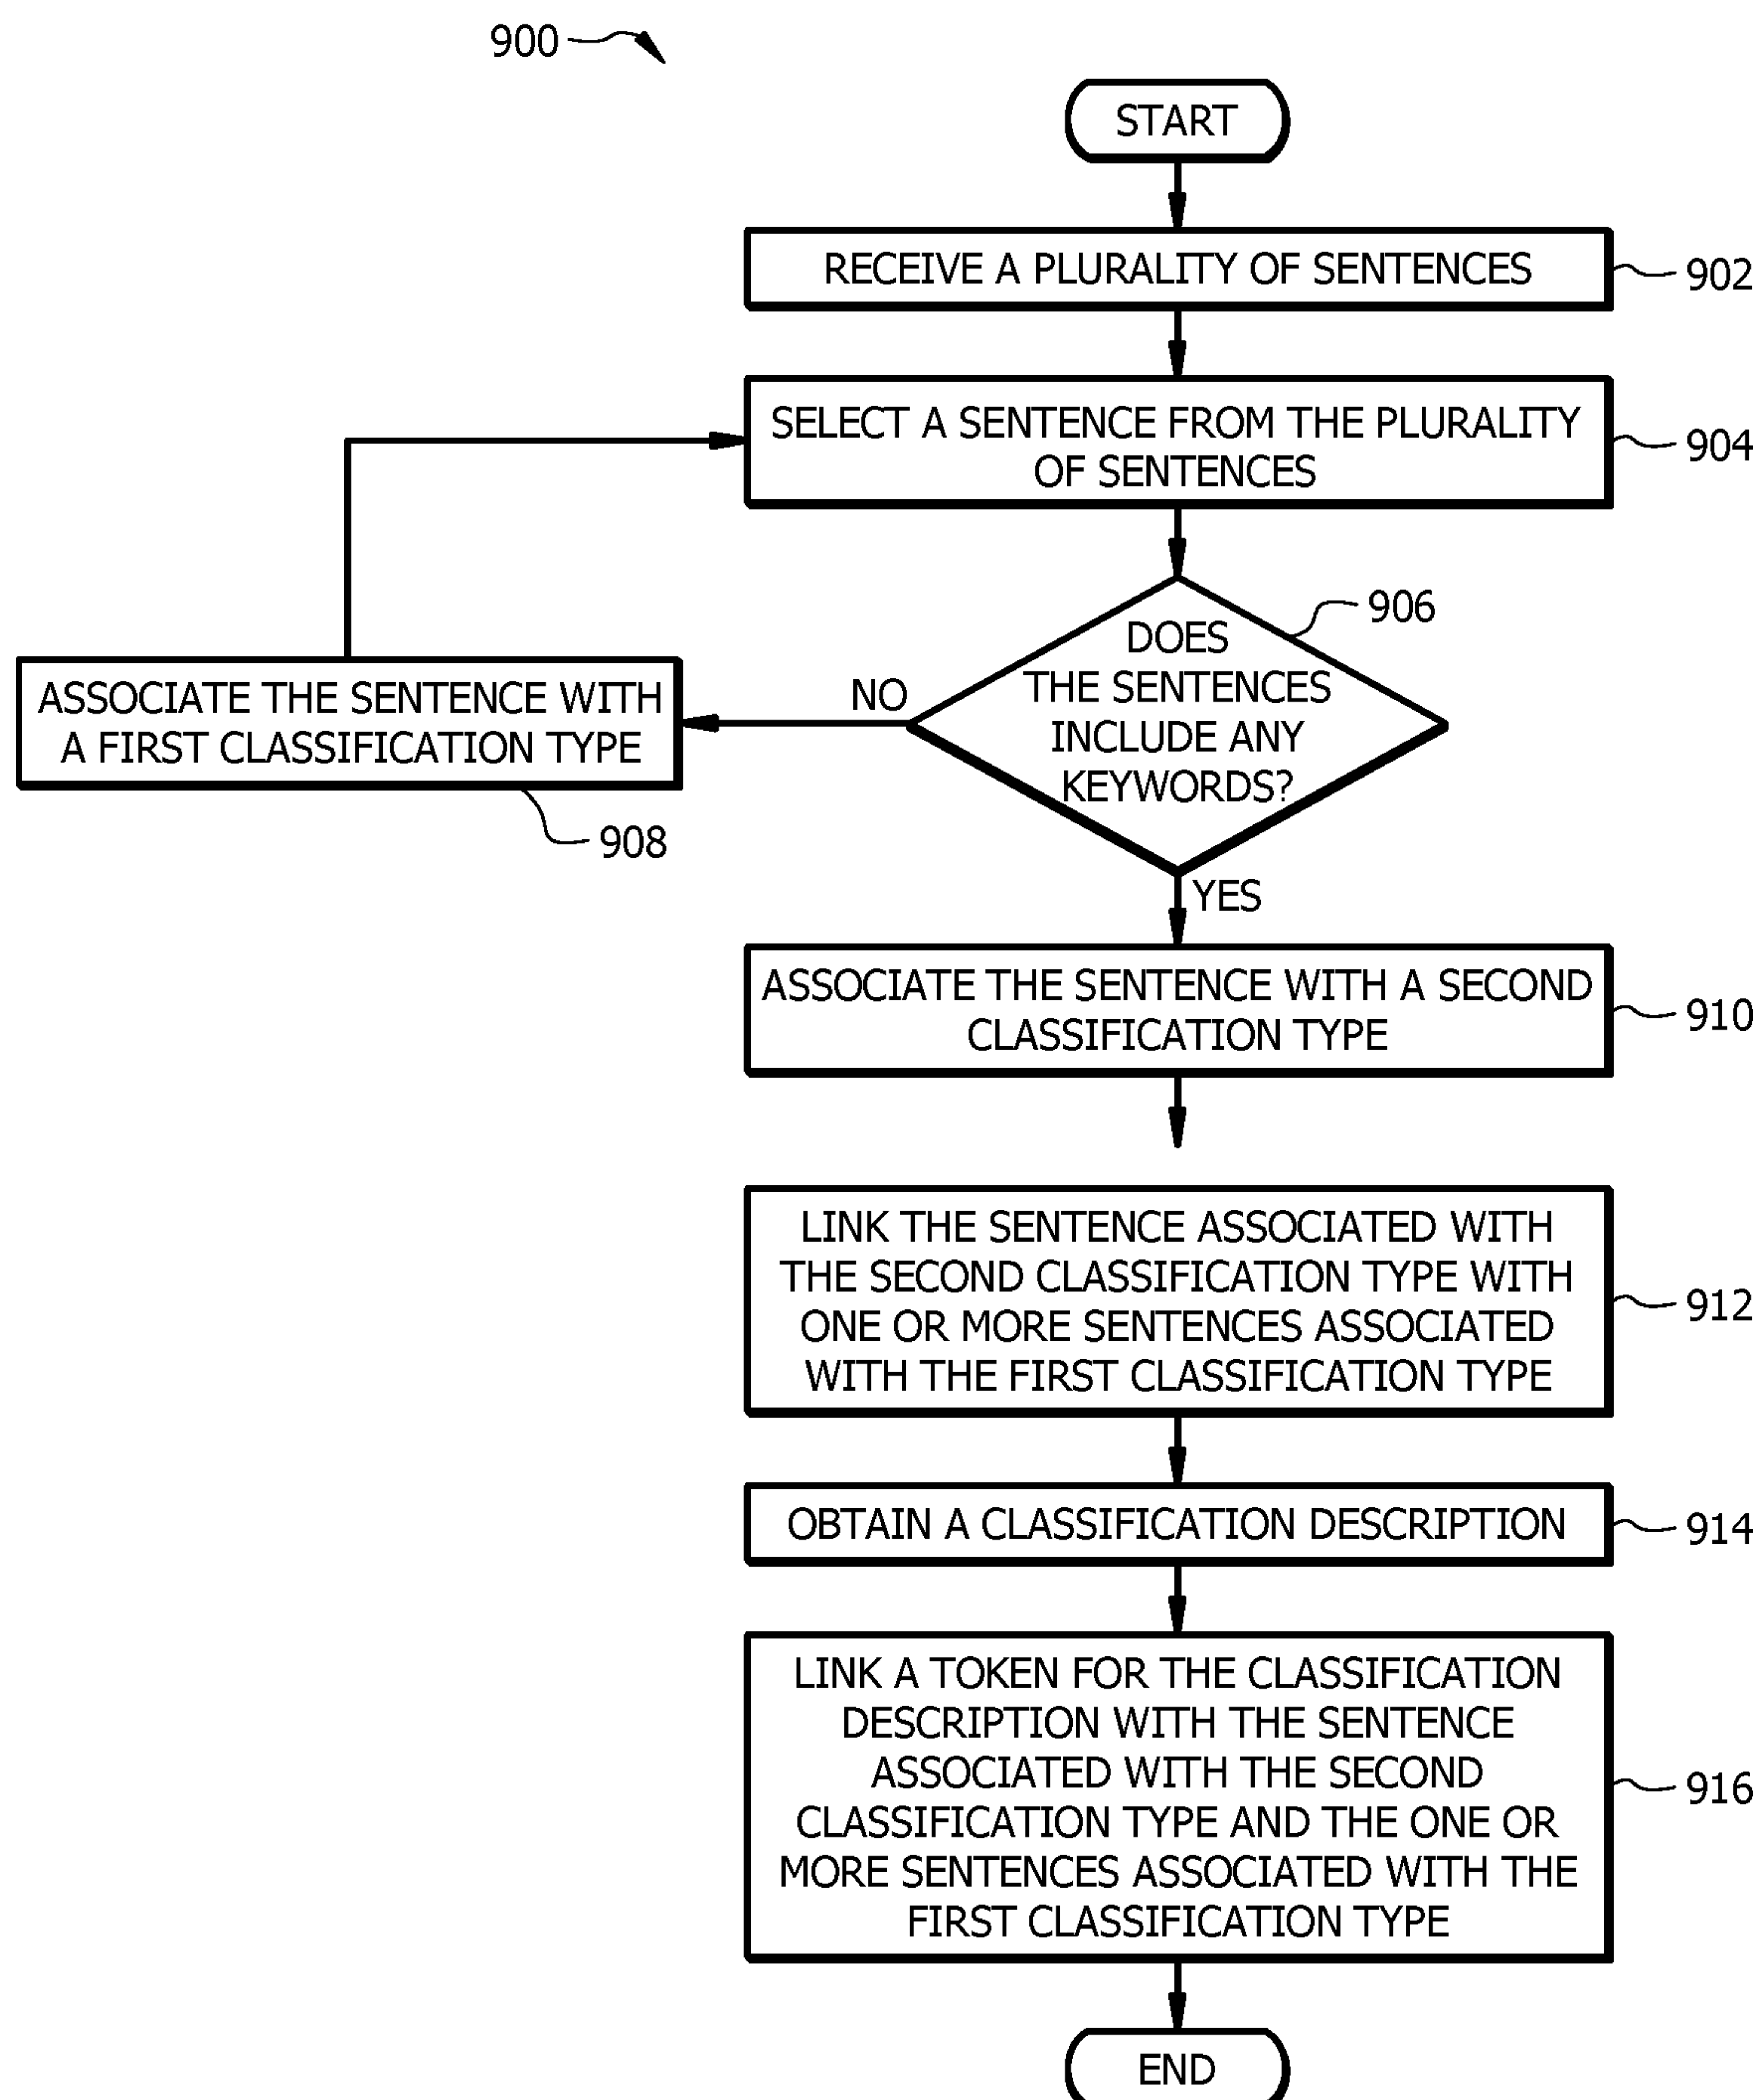 900
START
RECEIVE A PLURALITY OF SENTENCES
902
SELECT A SENTENCE FROM THE PLURALITY
OF SENTENCES
904
DOES
THE SENTENCES
INCLUDE ANY
KEYWORDS?
906
NO
ASSOCIATE THE SENTENCE WITH
A FIRST CLASSIFICATION TYPE
908
YES
ASSOCIATE THE SENTENCE WITH A SECOND
CLASSIFICATION TYPE
910
LINK THE SENTENCE ASSOCIATED WITH
THE SECOND CLASSIFICATION TYPE WITH
ONE OR MORE SENTENCES ASSOCIATED
WITH THE FIRST CLASSIFICATION TYPE
912
OBTAIN A CLASSIFICATION DESCRIPTION
914
LINK A TOKEN FOR THE CLASSIFICATION
DESCRIPTION WITH THE SENTENCE
ASSOCIATED WITH THE SECOND
CLASSIFICATION TYPE AND THE ONE OR
MORE SENTENCES ASSOCIATED WITH THE
FIRST CLASSIFICATION TYPE
916
END